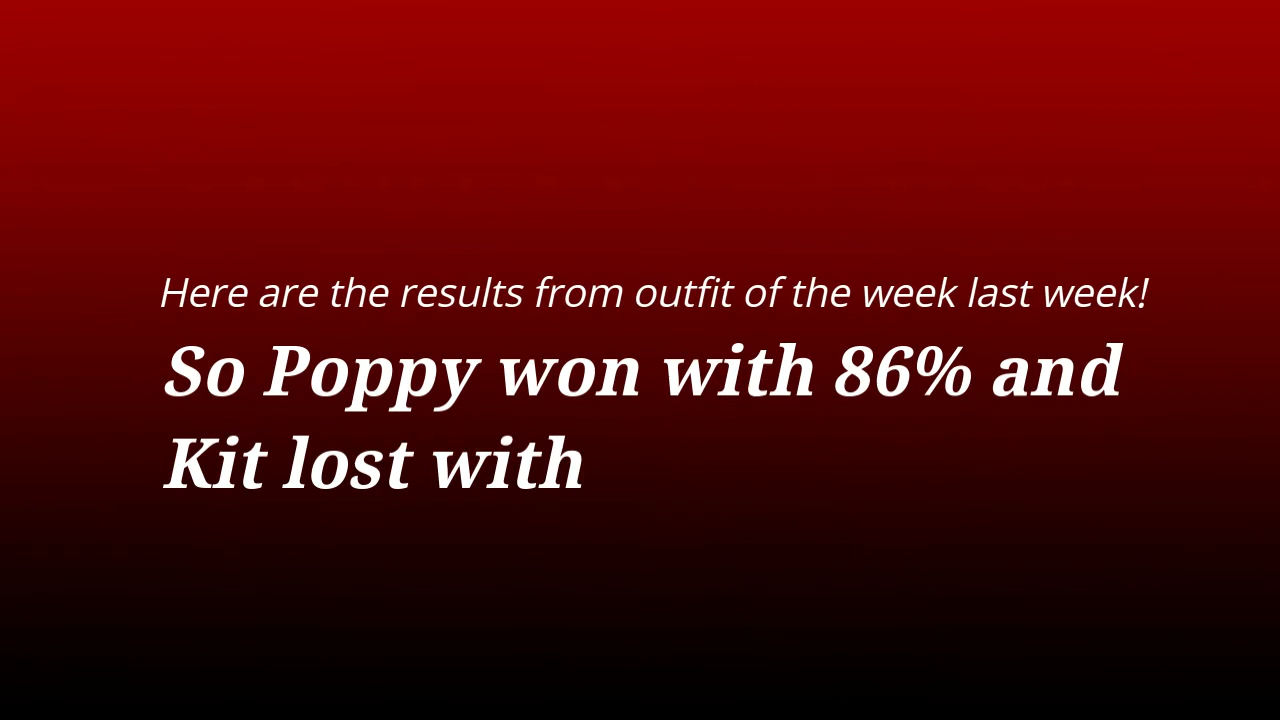 Here are the results from outfit of the week last week!
So Poppy won with 86% and
Kit lost with